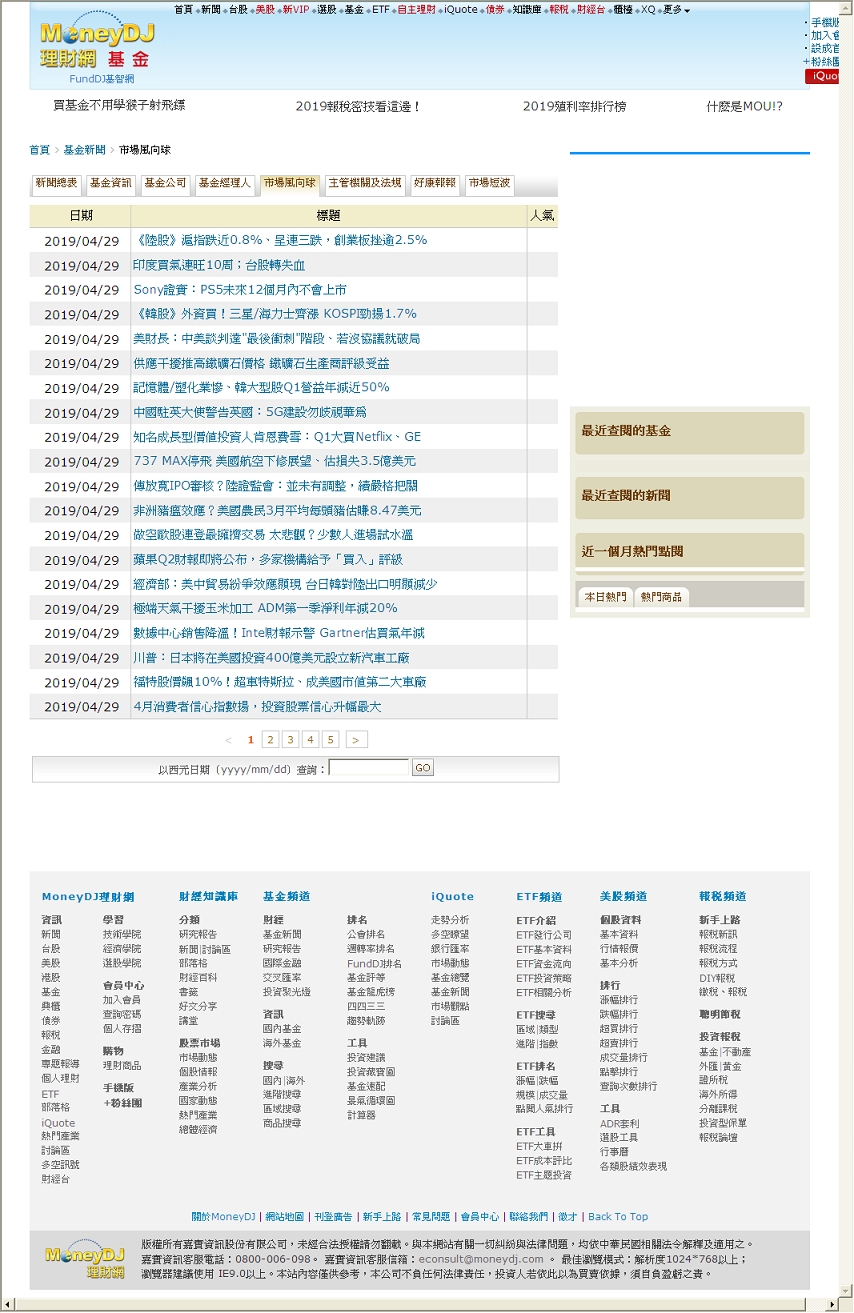 首頁 新聞 台股 美股 新VIP 選股 基金 ETF 自主理財 iQuote 債券 知識庫 報稅 財經台 櫃檯 XQ 更多
MoneyDJ
理財網 基金
FundDJ基智網
手機版
加入會
設成首
+粉絲團
iQuo
買基金不用學猴子射飛鏢 2019報稅密技看這邊！ 2019殖利率排行榜 什麼是MOU!?
首頁 > 基金新聞 > 市場風向球
新聞總表 基金資訊 基金公司 基金經理人 市場風向球 主管機關及法規 好康報報 市場短波
日期 標題 人氣
2019/04/29 《陸股》滬指跌近0.8%、呈連三跌，創業板挫逾2.5%
2019/04/29 印度買氣連旺10周；台股轉失血
2019/04/29 Sony證實：PS5未來12個月內不會上市
2019/04/29 《韓股》外資買！三星/海力士齊漲 KOSPI勁揚1.7%
2019/04/29 美財長：中美談判達"最後衝刺"階段、若沒協議就破局
2019/04/29 供應干擾推高鐵礦石價格 鐵礦石生產商評級受益
2019/04/29 記憶體/塑化業慘、韓大型股Q1營益年減近50%
2019/04/29 中國駐英大使警告英國：5G建設勿歧視華為
2019/04/29 知名成長型價值投資人肯恩費雪：Q1大買Netflix、GE
2019/04/29 737 MAX停飛 美國航空下修展望、估損失3.5億美元
2019/04/29 傳放寬IPO審核？陸證監會：並未有調整，續嚴格把關
2019/04/29 非洲豬瘟效應？美國農民3月平均每頭豬估賺8.47美元
2019/04/29 做空歐股連登最擁擠交易 太悲觀？少數人進場試水溫
2019/04/29 蘋果Q2財報即將公布，多家機構給予「買入」評級
2019/04/29 經濟部：美中貿易紛爭效應顯現 台日韓對陸出口明顯減少
2019/04/29 極端天氣干擾玉米加工 ADM第一季淨利年減20%
2019/04/29 數據中心銷售降溫！Intel財報示警 Gartner估買氣年減
2019/04/29 川普：日本將在美國投資400億美元設立新汽車工廠
2019/04/29 福特股價飆10%！超車特斯拉、成美國市值第二大車廠
2019/04/29 4月消費者信心指數揚，投資股票信心升幅最大
< 1 2 3 4 5 >
以西元日期（yyyy/mm/dd）查詢： GO
最近查閱的基金
最近查閱的新聞
近一個月熱門點閱
本日熱門 熱門商品
MoneyDJ理財網
資訊
新聞
台股
美股
港股
基金
興櫃
債券
報稅
金融
專題報導
個人理財
ETF
部落格
iQuote
熱門產業
討論區
多空訊號
財經台
學習
技術學院
經濟學院
選股學院
會員中心
加入會員
查詢密碼
個人存摺
購物
理財商品
手機版
+粉絲團
財經知識庫
分類
研究報告
新聞|討論區
部落格
財經百科
書籤
好文分享
講堂
股票市場
市場動態
個股情報
產業分析
國家動態
熱門產業
總體經濟
基金頻道
財經
基金新聞
研究報告
國際金融
交叉匯率
投資聚光燈
資訊
國內基金
海外基金
搜尋
國內|海外
進階搜尋
區域搜尋
商品搜尋
排名
公會排名
週轉率排名
FundDJ排名
基金評等
基金龍虎榜
四四三三
趨勢軌跡
工具
投資建議
投資藏寶圖
基金速配
景氣循環圖
計算器
iQuote
走勢分析
多空瞭望
銀行匯率
市場動態
基金總覽
基金新聞
市場觀點
討論區
ETF頻道
ETF介紹
ETF發行公司
ETF基本資料
ETF資金流向
ETF投資策略
ETF相關分析
ETF搜尋
區域|類型
進階|指數
ETF排名
漲幅|跌幅
規模|成交量
點閱人氣排行
ETF工具
ETF大車拼
ETF成本評比
ETF主題投資
美股頻道
個股資料
基本資料
行情報價
基本分析
排行
漲幅排行
跌幅排行
超買排行
超賣排行
成交量排行
點擊排行
查詢次數排行
工具
ADR套利
選股工具
行事曆
各類股績效表現
報稅頻道
新手上路
報稅新訊
報稅流程
報稅方式
DIY報稅
繳稅、報稅
聰明節稅
投資報稅
基金|不動產
外匯|黃金
證所稅
海外所得
分離課稅
投資型保單
報稅論壇
關於MoneyDJ | 網站地圖 | 刊登廣告 | 新手上路 | 常見問題 | 會員中心 | 聯絡我們 | 徵才 | Back To Top
MoneyDJ
理財網
版權所有嘉實資訊股份有限公司，未經合法授權請勿翻載。與本網站有關一切糾紛與法律問題，均依中華民國相關法令解釋及適用之。
嘉實資訊客服電話：0800-006-098。 嘉實資訊客服信箱：econsult@moneydj.com 。 最佳瀏覽模式：解析度1024*768以上；
瀏覽器建議使用 IE9.0以上。本站內容僅供參考，本公司不負任何法律責任，投資人若依此以為買賣依據，須自負盈虧之責。